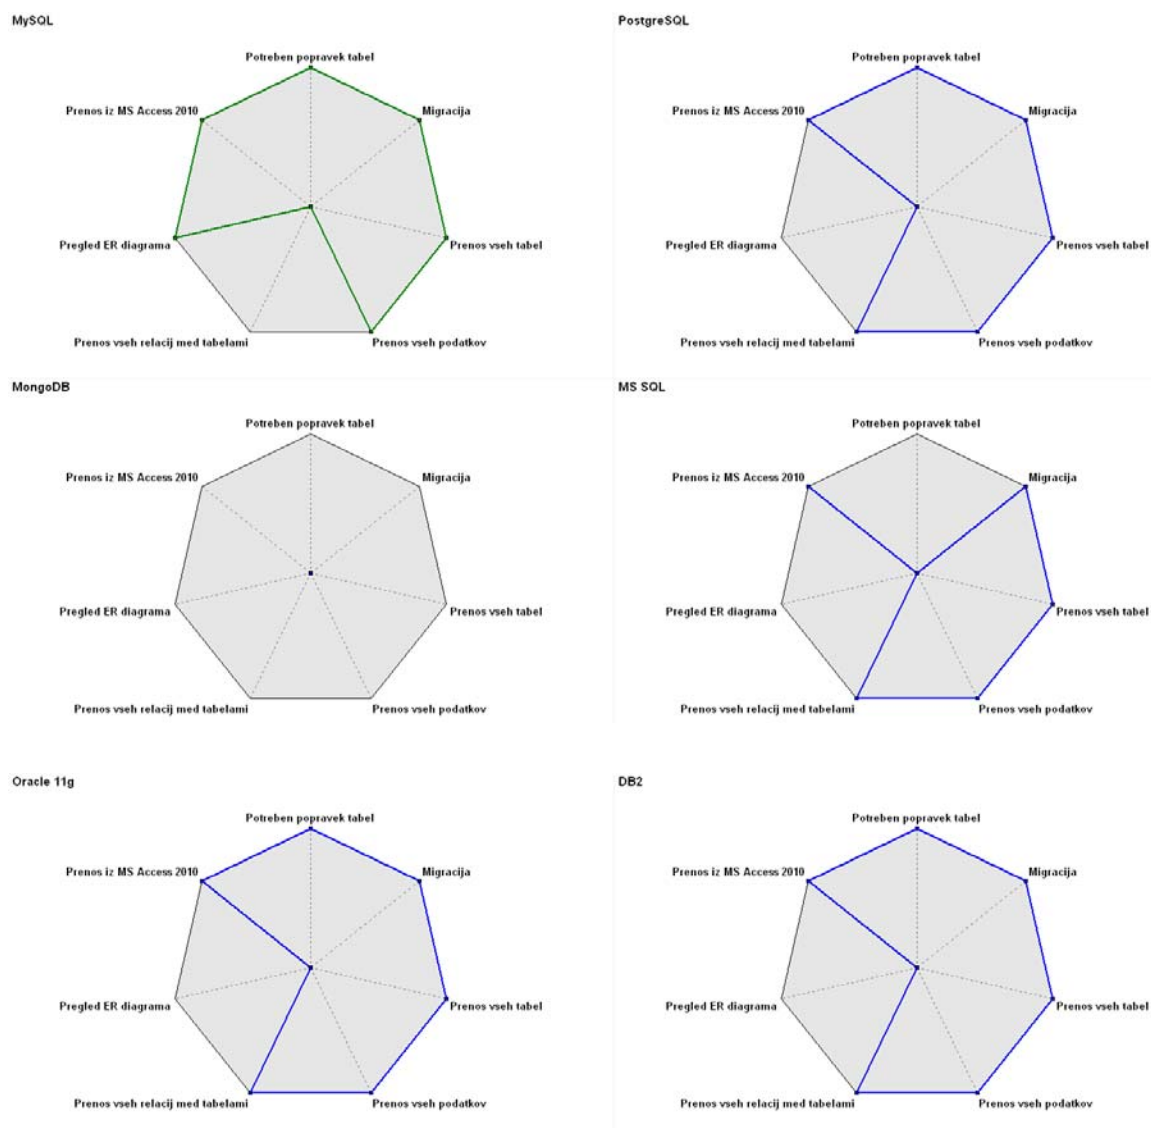 MySQL
Potreben popravek tabel
Prenos iz MS Access 2010
Migracija
Pregled ER diagrama
Prenos vseh tabel
Prenos vseh relacij med tabelami
Prenos vseh podatkov
PostgreSQL
Potreben popravek tabel
Prenos iz MS Access 2010
Migracija
Pregled ER diagrama
Prenos vseh tabel
Prenos vseh relacij med tabelami
Prenos vseh podatkov
MongoDB
Potreben popravek tabel
Prenos iz MS Access 2010
Migracija
Pregled ER diagrama
Prenos vseh tabel
Prenos vseh relacij med tabelami
Prenos vseh podatkov
MS SQL
Potreben popravek tabel
Prenos iz MS Access 2010
Migracija
Pregled ER diagrama
Prenos vseh tabel
Prenos vseh relacij med tabelami
Prenos vseh podatkov
Oracle 11g
Potreben popravek tabel
Prenos iz MS Access 2010
Migracija
Pregled ER diagrama
Prenos vseh tabel
Prenos vseh relacij med tabelami
Prenos vseh podatkov
DB2
Potreben popravek tabel
Prenos iz MS Access 2010
Migracija
Pregled ER diagrama
Prenos vseh tabel
Prenos vseh relacij med tabelami
Prenos vseh podatkov